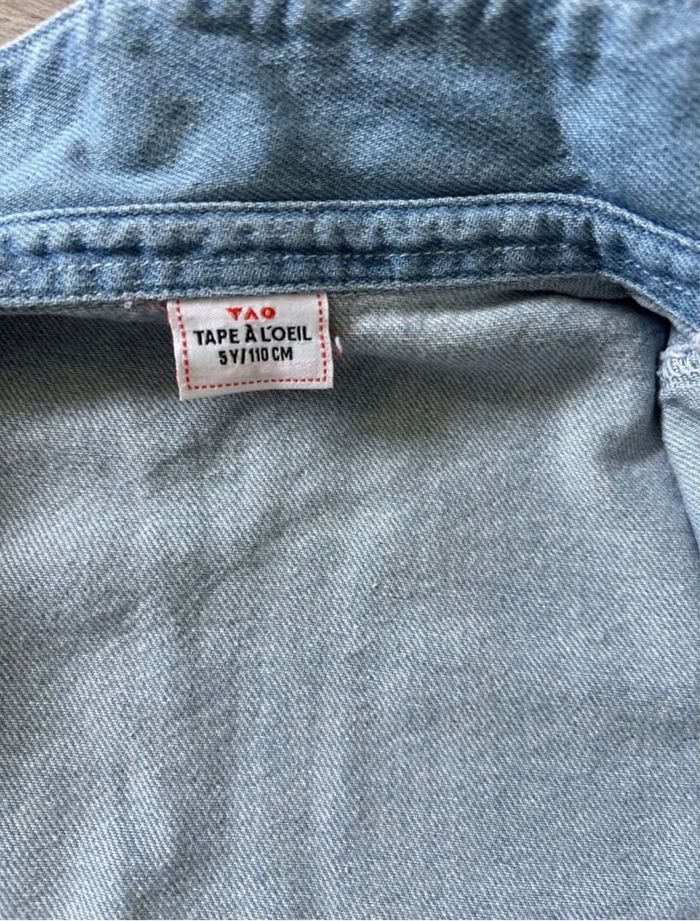 TAO
TAPE À L'OEIL
5Y/110 CM